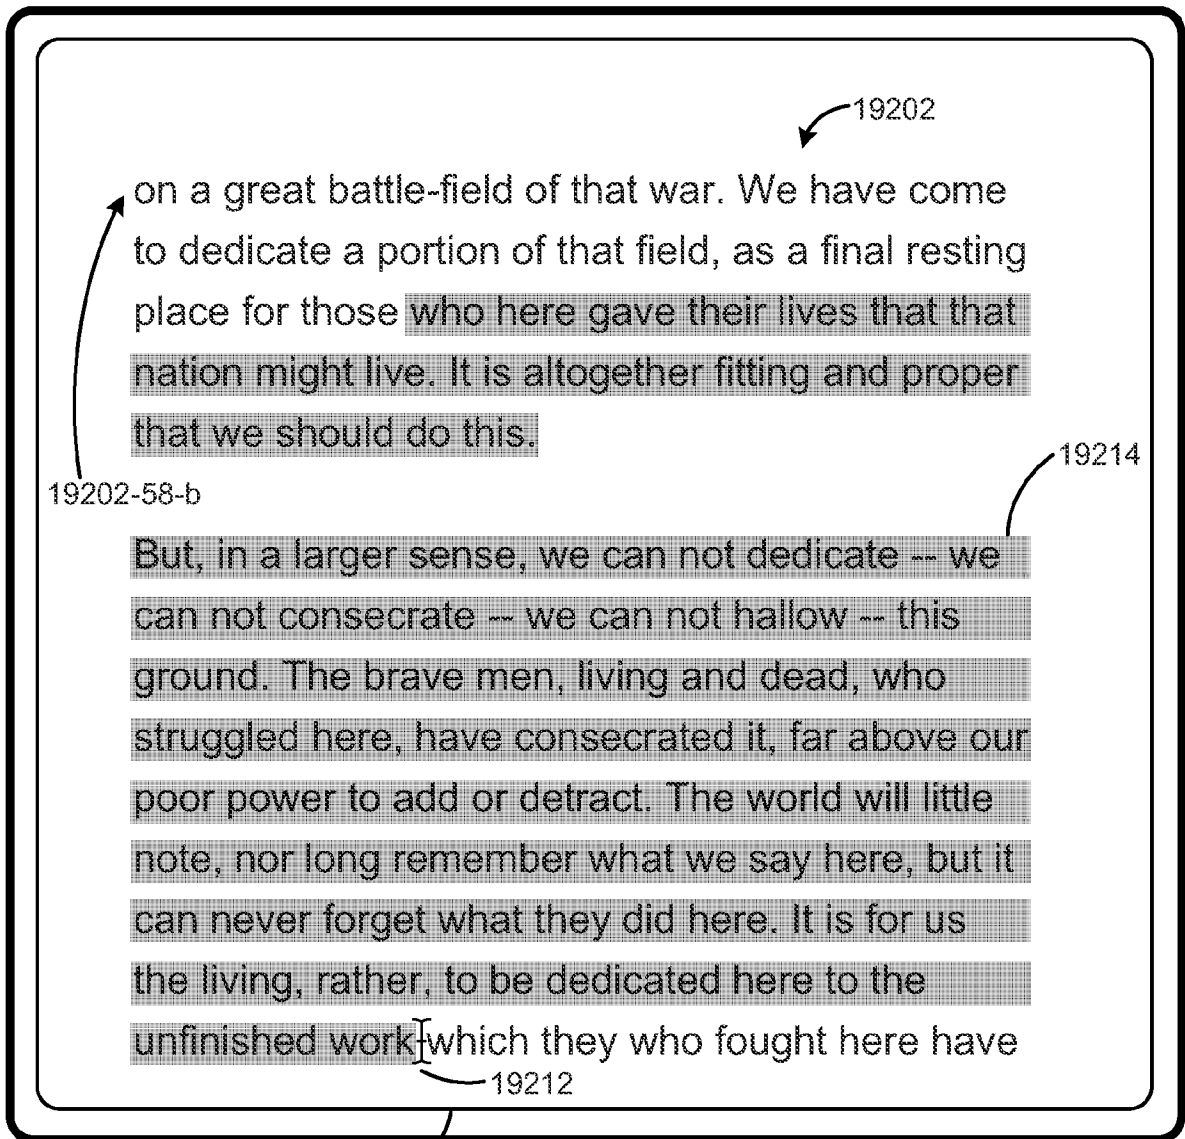 19202
on a great battle-field of that war. We have come
to dedicate a portion of that field, as a final resting
place for those who here gave their lives that that
nation might live. It is altogether fitting and proper
that we should do this.
19214
19202-58-b
But, in a larger sense, we can not dedicate -- we
can not consecrate -- we can not hallow -- this
ground. The brave men, living and dead, who
struggled here, have consecrated it, far above our
poor power to add or detract. The world will little
note, nor long remember what we say here, but it
can never forget what they did here. It is for us
the living, rather, to be dedicated here to the
unfinished work which they who fought here have
19212